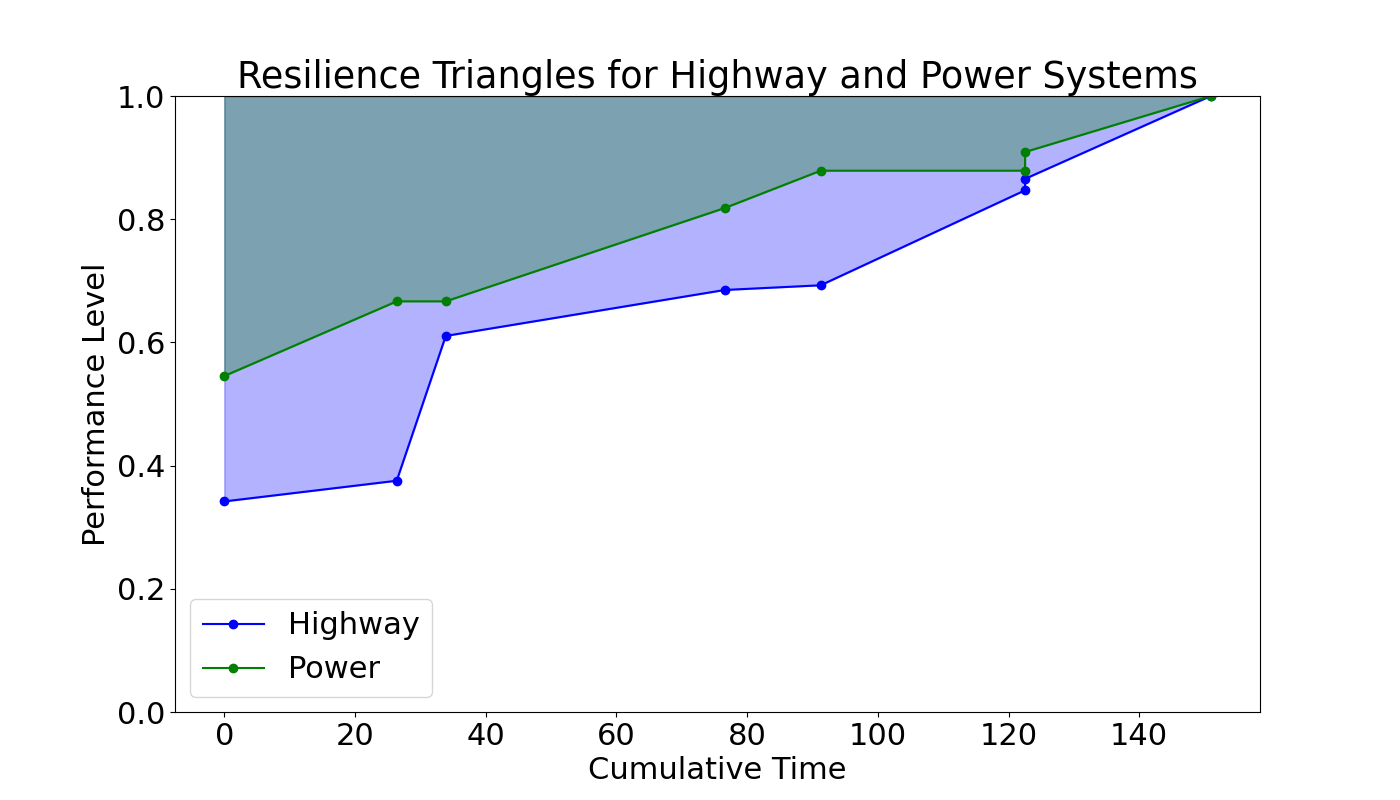 Resilience Triangles for Highway and Power Systems
1.0
0.8
0.6
0.4
0.2
0.0
Performance Level
Highway
Power
0 20 40 60 80 100 120 140
Cumulative Time